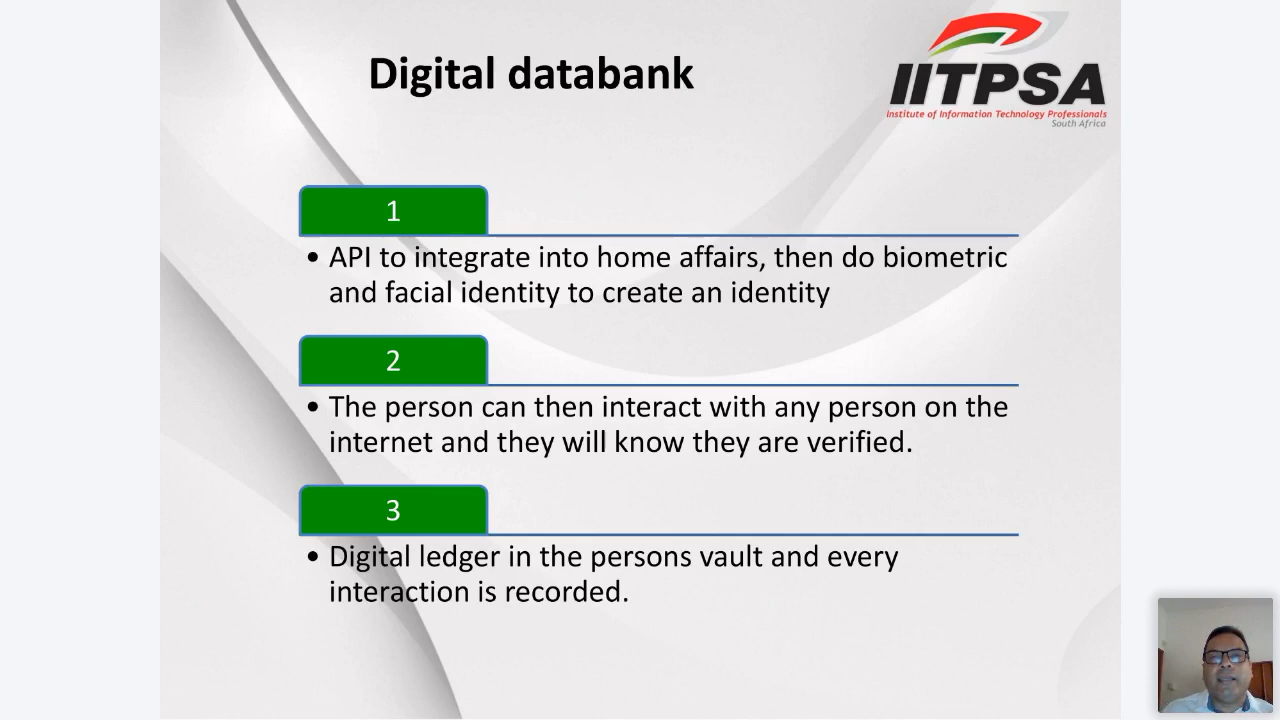 Digital databank
IITPSA
Institute of Information Technology Professionals
South Africa
1
• API to integrate into home affairs, then do biometric
and facial identity to create an identity
2
• The person can then interact with any person on the
internet and they will know they are verified.
3
• Digital ledger in the persons vault and every
interaction is recorded.